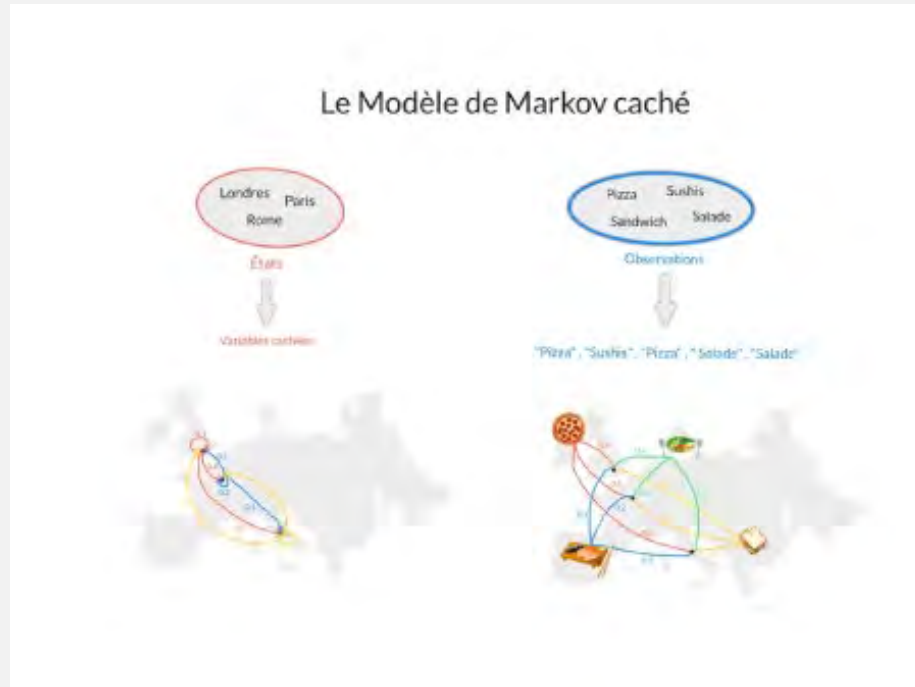 Le Modèle de Markov caché
Londres
Paris
Rome
États
Variables cachées
Pizza
Sushis
Sandwich
Salade
Observations
"Pizza", "Sushis", "Pizza", "Salade", "Salade"